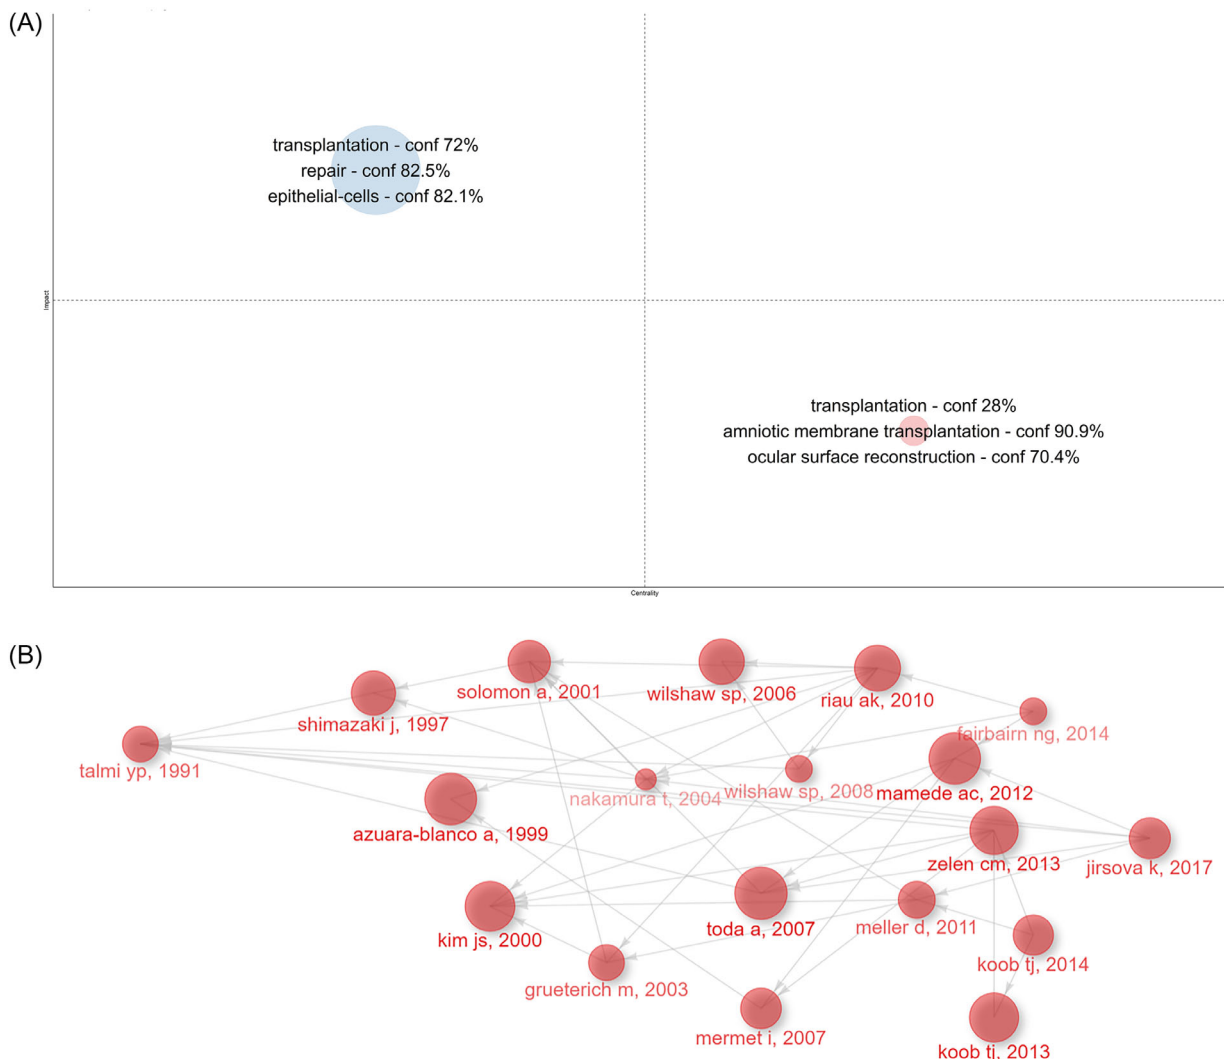 (A)
transplantation - conf 72%
repair - conf 82.5%
epithelial-cells - conf 82.1%
Impact
transplantation - conf 28%
amniotic membrane transplantation - conf 90.9%
ocular surface reconstruction - conf 70.4%
Centrality
(B)
solomon a, 2001
wilshaw sp, 2006
riau ak, 2010
shimazaki j, 1997
fairbairn ng, 2014
talmi yp, 1991
nakamura t, 2004
wilshaw sp, 2008
mamede ac, 2012
azuara-blanco a, 1999
zelen cm, 2013
jirsova k, 2017
kim js, 2000
toda a, 2007
meller d, 2011
koob tj, 2014
grueterich m, 2003
mermet i, 2007
koob tj, 2013